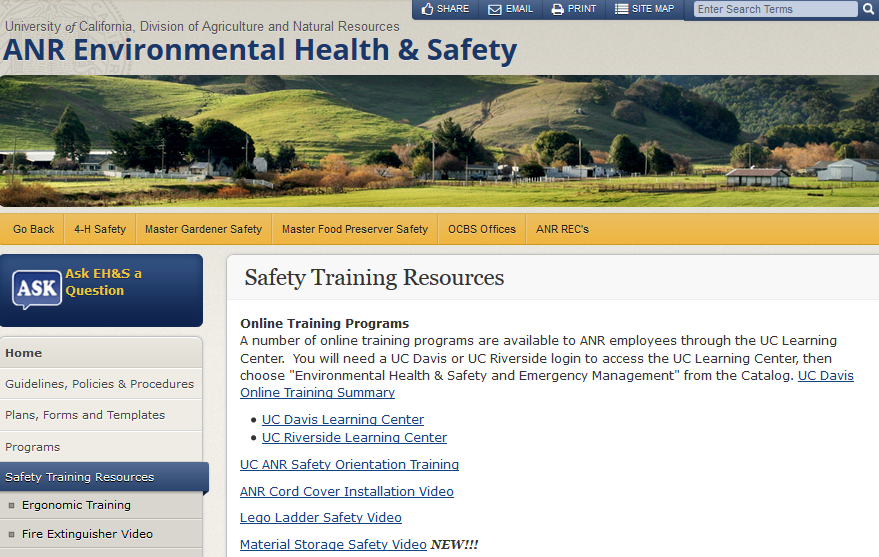 SHARE EMAIL PRINT SITE MAP Enter Search Terms
University of California, Division of Agriculture and Natural Resources
ANR Environmental Health & Safety
Go Back 4-H Safety Master Gardener Safety Master Food Preserver Safety OCBS Offices ANR REC's
ASK
Ask EH&S a
Question
Home
Guidelines, Policies & Procedures
Plans, Forms and Templates
Programs
Safety Training Resources
Ergonomic Training
Fire Extinguisher Video
Safety Training Resources
Online Training Programs
A number of online training programs are available to ANR employees through the UC Learning
Center.  You will need a UC Davis or UC Riverside login to access the UC Learning Center, then
choose "Environmental Health & Safety and Emergency Management" from the Catalog. UC Davis
Online Training Summary
• UC Davis Learning Center
• UC Riverside Learning Center
UC ANR Safety Orientation Training
ANR Cord Cover Installation Video
Lego Ladder Safety Video
Material Storage Safety Video NEW!!!